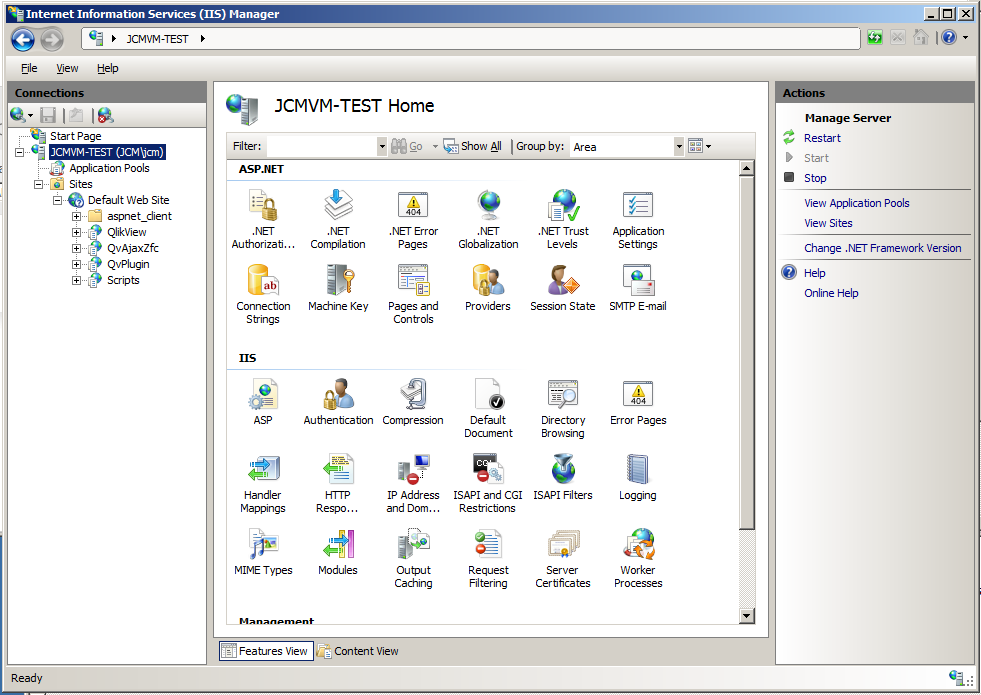 Internet Information Services (IIS) Manager
JCMVM-TEST
File View Help
Connections
Start Page
JCMVM-TEST (JCM\jcm)
Application Pools
Sites
Default Web Site
aspnet_client
QlikView
QvAjaxZfc
QvPlugin
Scripts
JCMVM-TEST Home
Filter: Go Show All Group by: Area
ASP.NET
.NET Authorizati...
.NET Compilation
.NET Error Pages
.NET Globalization
.NET Trust Levels
Application Settings
Connection Strings
Machine Key
Pages and Controls
Providers
Session State
SMTP E-mail
IIS
ASP
Authentication
Compression
Default Document
Directory Browsing
Error Pages
Handler Mappings
HTTP Respo...
IP Address and Dom...
ISAPI and CGI Restrictions
ISAPI Filters
Logging
MIME Types
Modules
Output Caching
Request Filtering
Server Certificates
Worker Processes
Management
Features View Content View
Actions
Manage Server
Restart
Start
Stop
View Application Pools
View Sites
Change .NET Framework Version
Help
Online Help
Ready